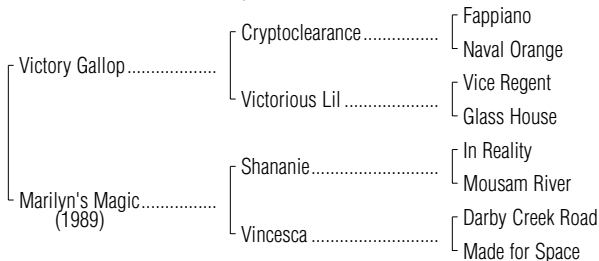 Fappiano
Cryptoclearance................
Naval Orange
Victory Gallop...................
Vice Regent
Victorious Lil ....................
Glass House
In Reality
Shananie...........................
Mousam River
Marilyn's Magic................
(1989)
Darby Creek Road
Vincesca ...........................
Made for Space